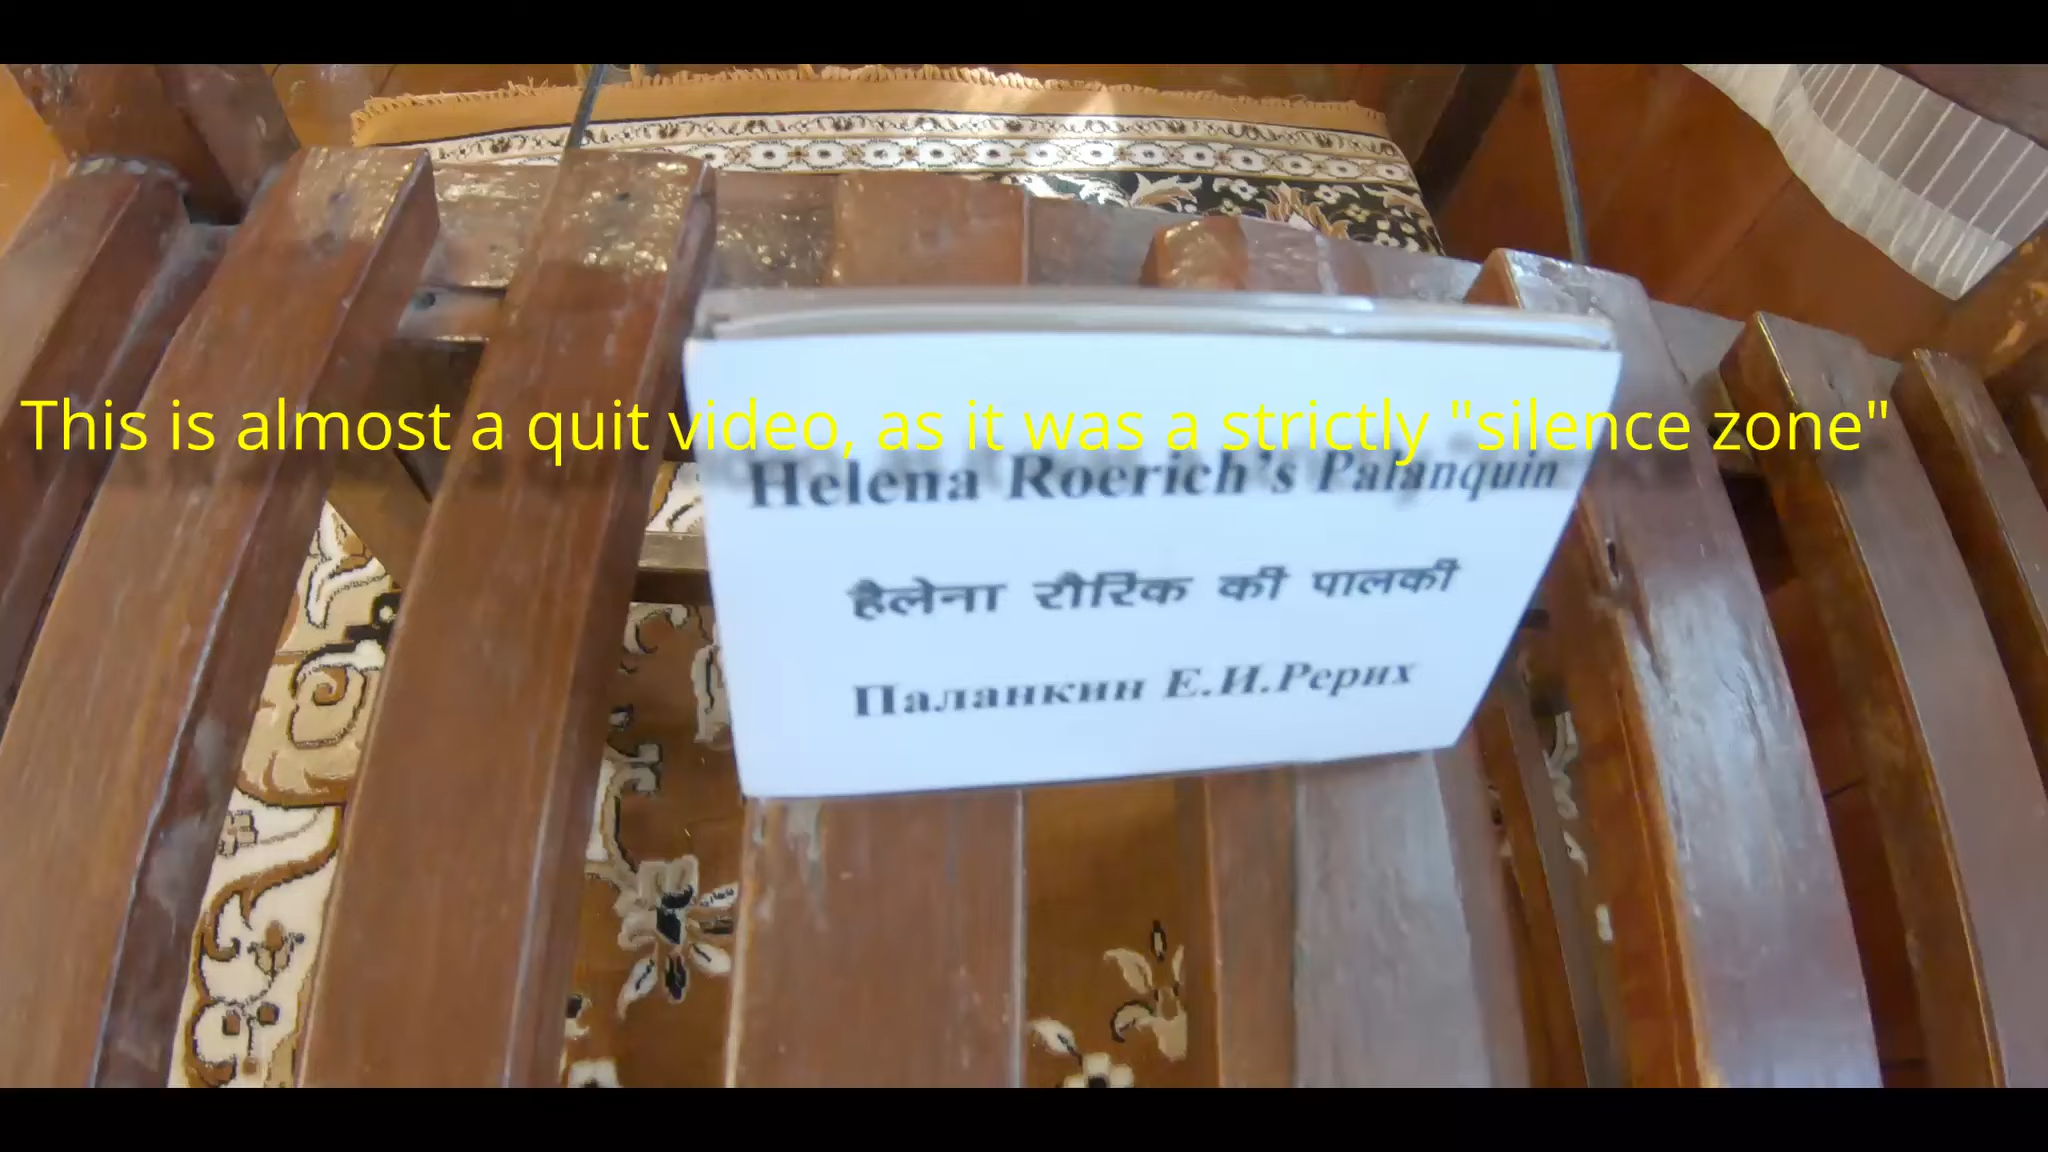 This is almost a quit video, as it was a strictly "silence zone"
Helena Roerich's Palanquin
हैलेना रौरिक की पालकी
Паланкин Е.И.Рерих